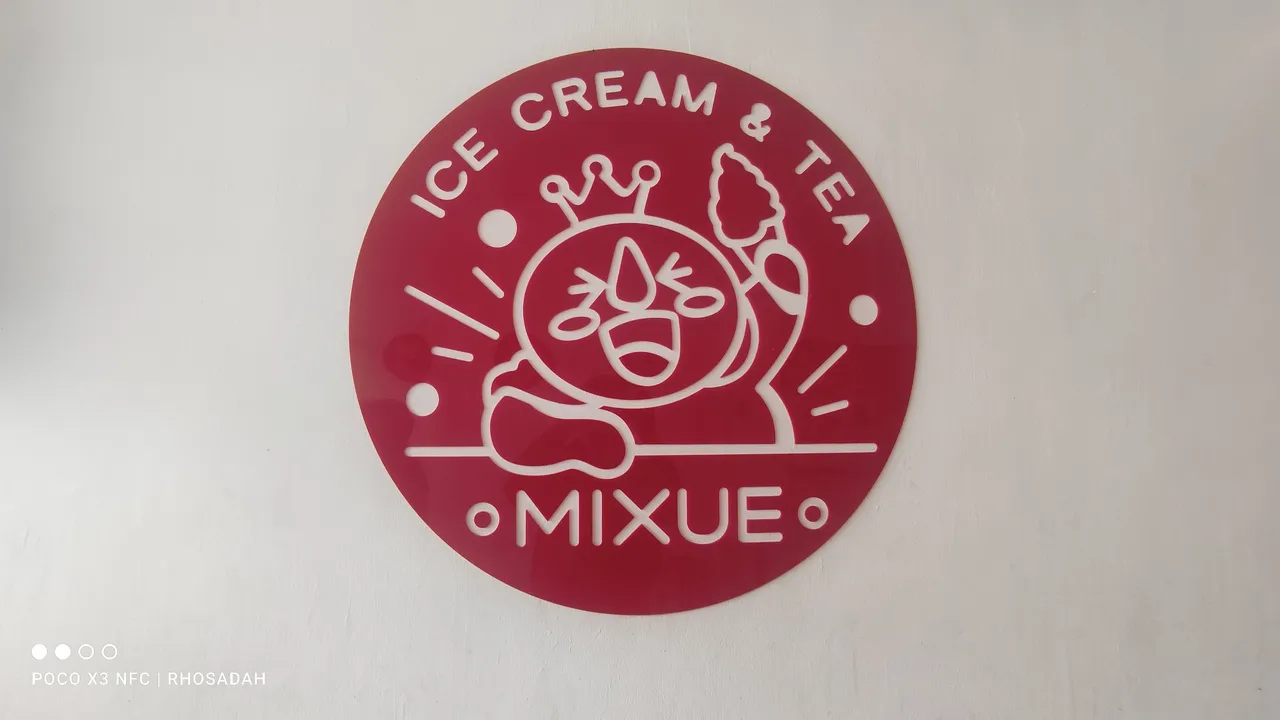 ICE CREAM & TEA
MIXUE
POCO X3 NFC | RHOSADAH